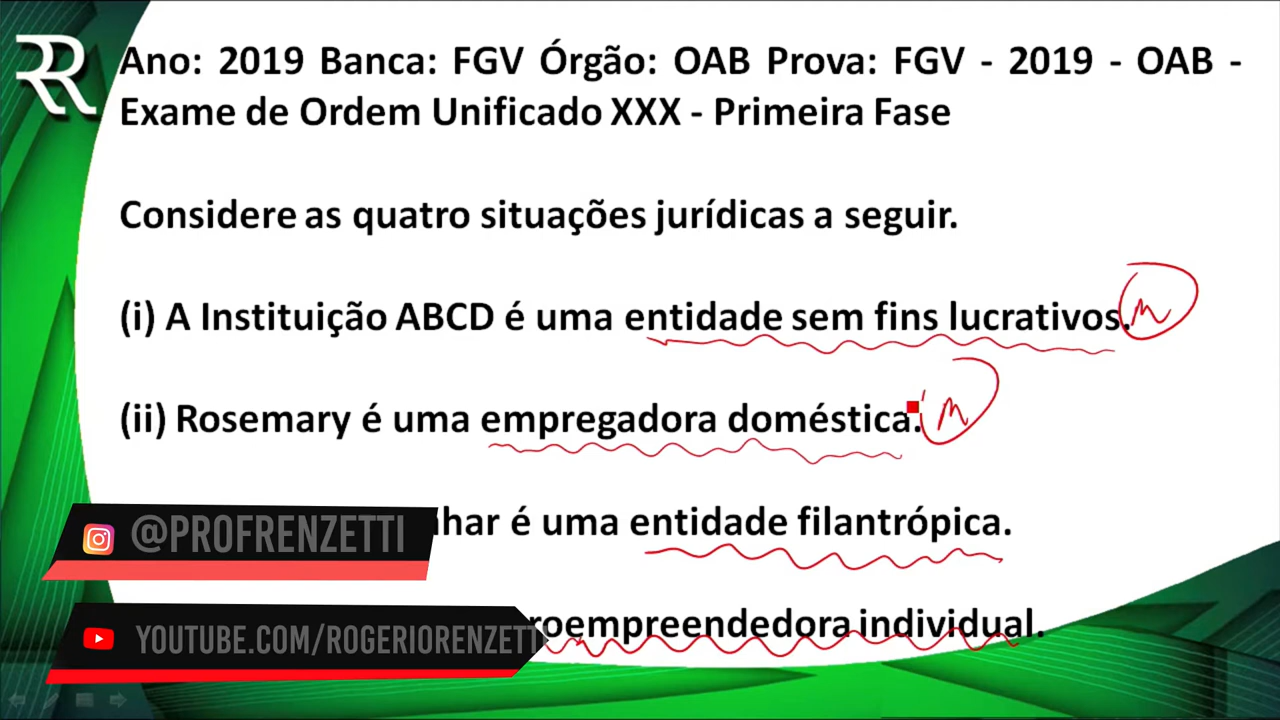 RR
Ano: 2019 Banca: FGV Órgão: OAB Prova: FGV - 2019 - OAB -
Exame de Ordem Unificado XXX - Primeira Fase
Considere as quatro situações jurídicas a seguir.
(i) A Instituição ABCD é uma entidade sem fins lucrativos.
(ii) Rosemary é uma empregadora doméstica.
lhar é uma entidade filantrópica.
roempreendedora individual.
@PROFRENZETTI
YOUTUBE.COM/ROGERIORENZETTI